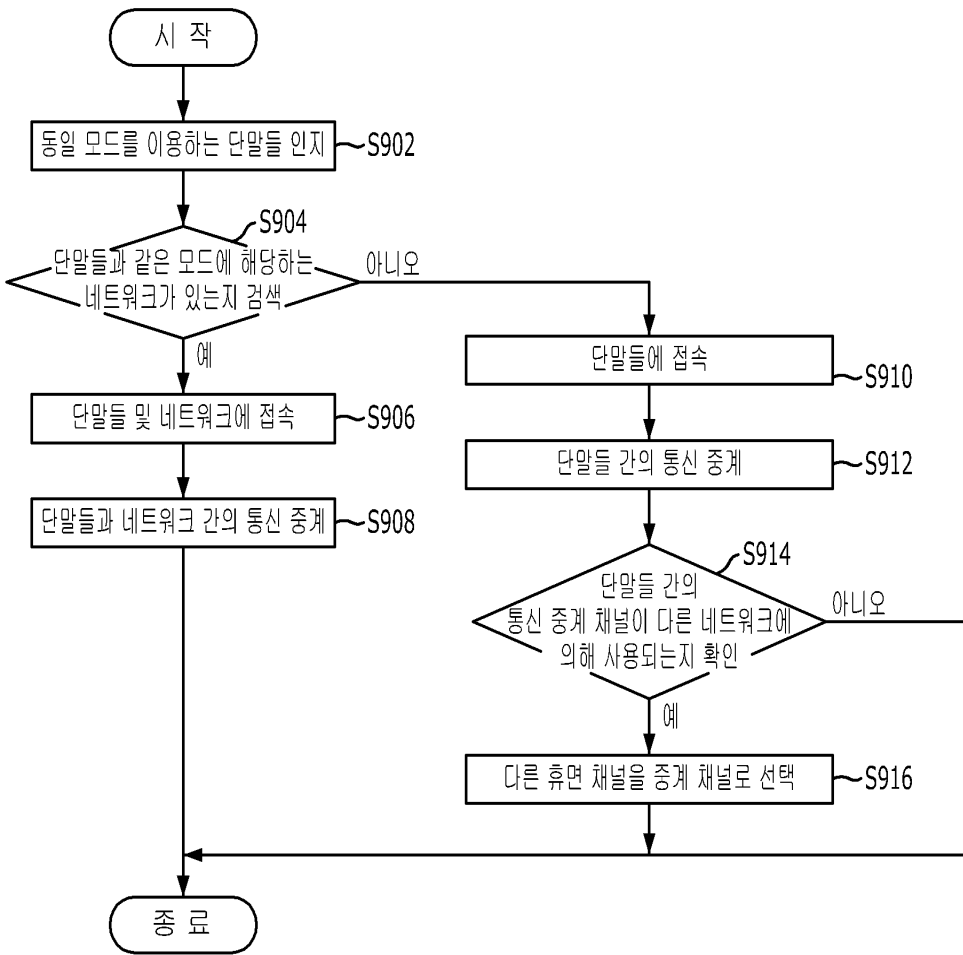 시 작
동일 모드를 이용하는 단말들 인지
S902
S904
단말들과 같은 모드에 해당하는
네트워크가 있는지 검색
아니오
예
단말들 및 네트워크에 접속
S906
단말들과 네트워크 간의 통신 중계
S908
단말들에 접속
S910
단말들 간의 통신 중계
S912
S914
단말들 간의
통신 중계 채널이 다른 네트워크에
의해 사용되는지 확인
아니오
예
다른 휴면 채널을 중계 채널로 선택
S916
종 료